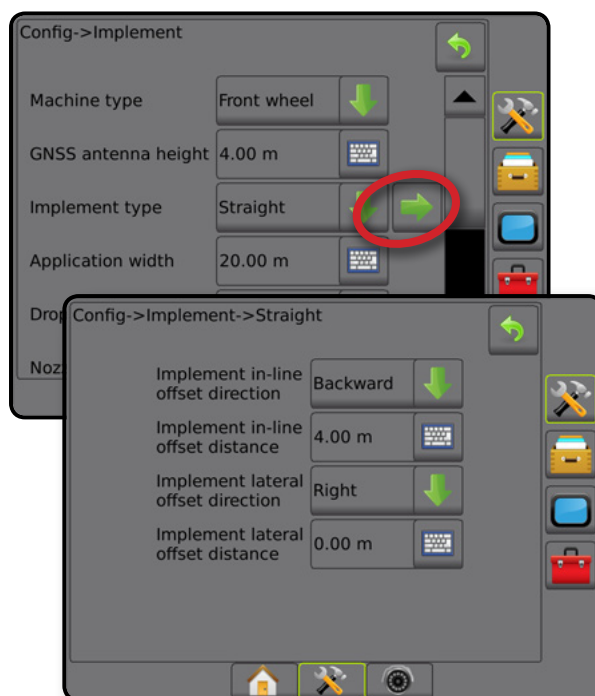 Config->Implement
Machine type Front wheel
GNSS antenna height 4.00 m
Implement type Straight
Application width 20.00 m
Config->Implement->Straight
Implement in-line
offset direction Backward
Implement in-line
offset distance 4.00 m
Implement lateral
offset direction Right
Implement lateral
offset distance 0.00 m